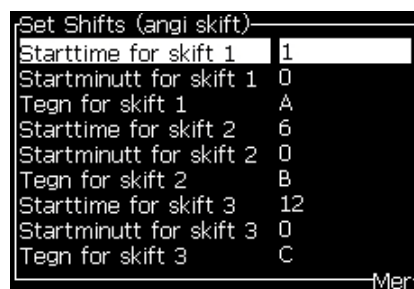 Set Shifts (angi skift)
Starttime for skift 1 1
Startminutt for skift 1 0
Tegn for skift 1 A
Starttime for skift 2 6
Startminutt for skift 2 0
Tegn for skift 2 B
Starttime for skift 3 12
Startminutt for skift 3 0
Tegn for skift 3 C
Mer